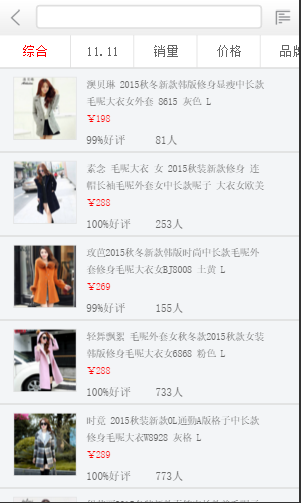 综合 11.11 销量 价格 品牌
澳贝琳 2015秋冬新款韩版修身显瘦中长款
毛呢大衣女外套 8615 灰色 L
￥198
99%好评 81人
素念 毛呢大衣 女 2015秋装新款修身 连
帽长袖毛呢外套女中长款呢子 大衣女欧美
￥288
100%好评 253人
玫芭2015秋冬新款韩版时尚中长款毛呢外
套修身毛呢大衣女BJ8008 土黄 L
￥269
99%好评 155人
轻舞飘絮 毛呢外套女秋冬款2015秋款女装
韩版修身毛呢大衣女6868 粉色 L
￥288
100%好评 733人
时竟 2015秋装新款OL通勤A版格子中长款
修身毛呢大衣W8928 灰格 L
￥289
100%好评 773人